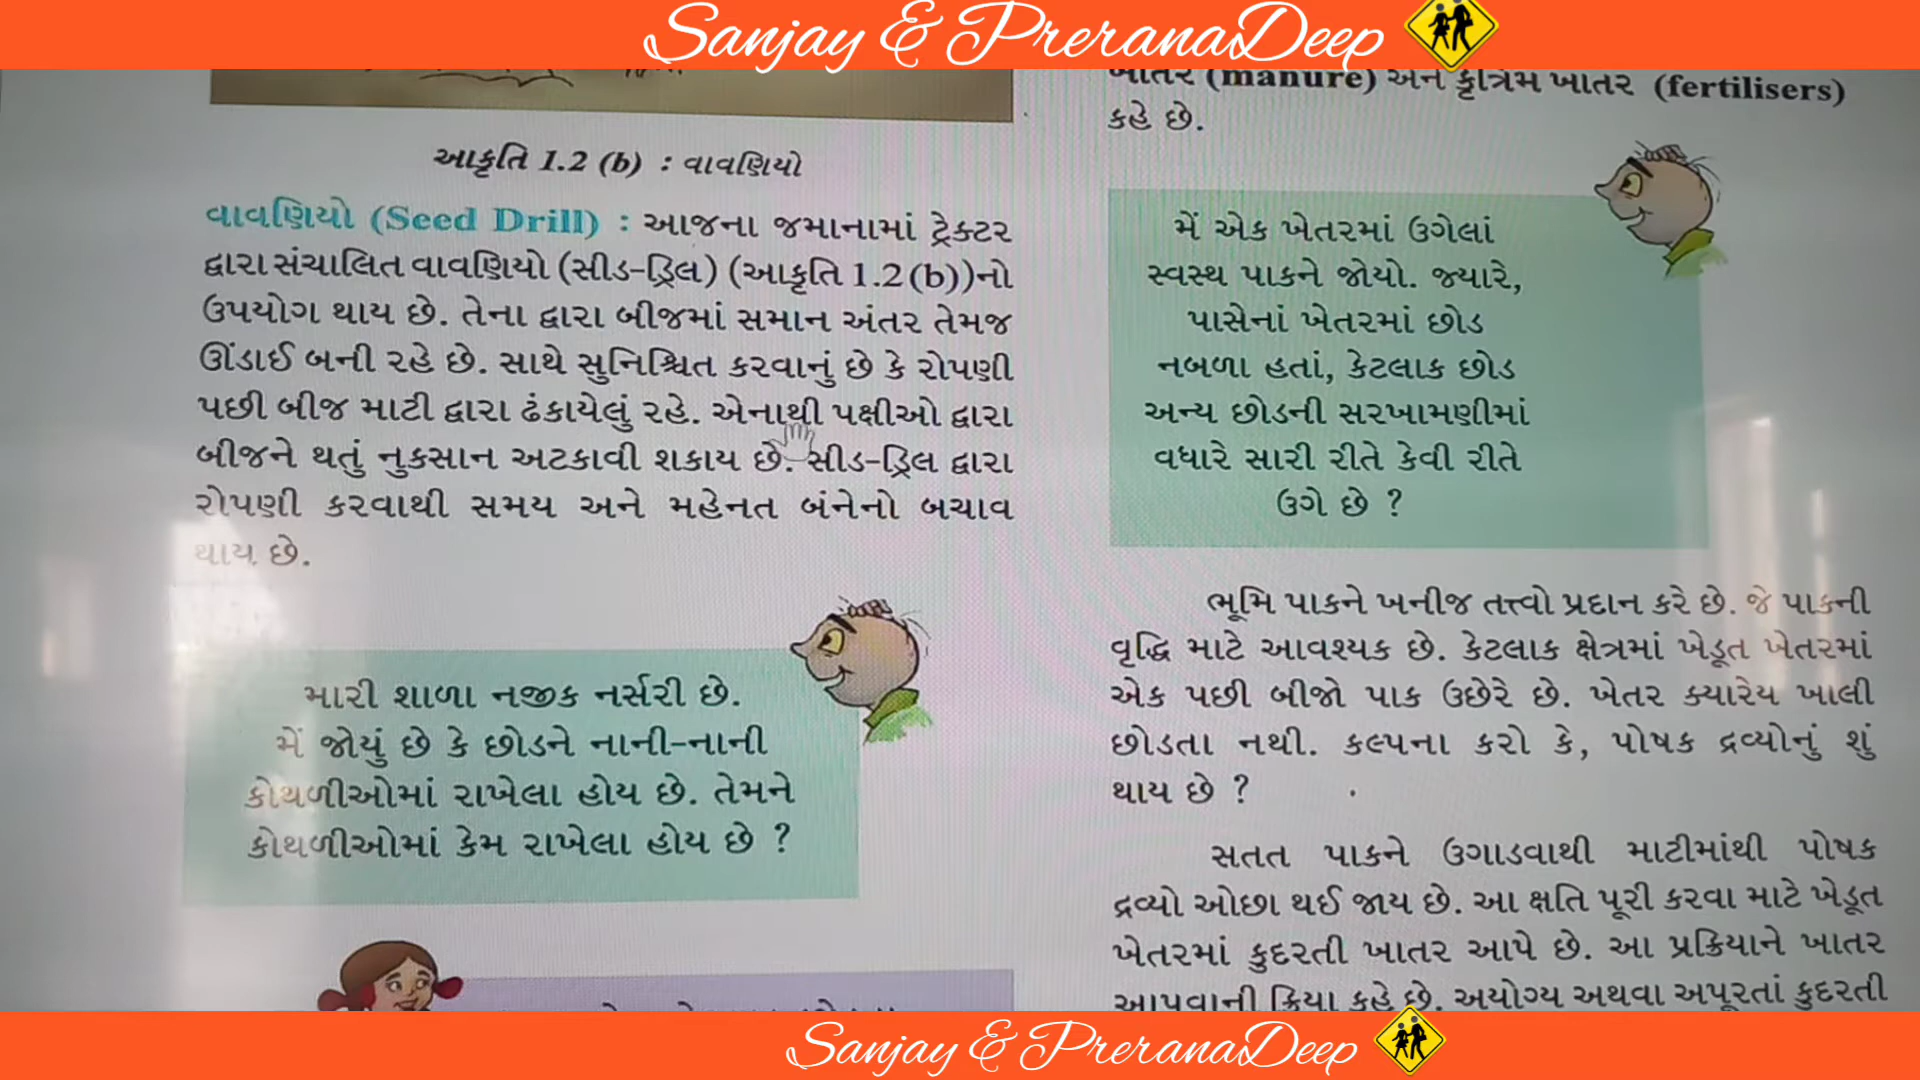 Sanjay & PreranaDeep
આકૃતિ 1.2 (b) : વાવણિયો
વાવણિયો (Seed Drill) : આજના જમાનામાં ટ્રેક્ટર
દ્વારા સંચાલિત વાવણિયો (સીડ-ડ્રિલ) (આકૃતિ 1.2 (b))નો
ઉપયોગ થાય છે. તેના દ્વારા બીજમાં સમાન અંતર તેમજ
ઊંડાઈ બની રહે છે. સાથે સુનિશ્ચિત કરવાનું છે કે રોપણી
પછી બીજ માટી દ્વારા ઢંકાયેલું રહે. એનાથી પક્ષીઓ દ્વારા
બીજને થતું નુકસાન અટકાવી શકાય છે. સીડ-ડ્રિલ દ્વારા
રોપણી કરવાથી સમય અને મહેનત બંનેનો બચાવ
થાય છે.
મારી શાળા નજીક નર્સરી છે.
મેં જોયું છે કે છોડને નાની-નાની
કોથળીઓમાં રાખેલા હોય છે. તેમને
કોથળીઓમાં કેમ રાખેલા હોય છે ?
ખાતર (manure) અને કૃત્રિમ ખાતર (fertilisers)
કહે છે.
મેં એક ખેતરમાં ઉગેલાં
સ્વસ્થ પાકને જોયો. જ્યારે,
પાસેનાં ખેતરમાં છોડ
નબળા હતાં, કેટલાક છોડ
અન્ય છોડની સરખામણીમાં
વધારે સારી રીતે કેવી રીતે
ઉગે છે ?
ભૂમિ પાકને ખનીજ તત્ત્વો પ્રદાન કરે છે. જે પાકની
વૃદ્ધિ માટે આવશ્યક છે. કેટલાક ક્ષેત્રમાં ખેડૂત ખેતરમાં
એક પછી બીજો પાક ઉછેરે છે. ખેતર ક્યારેય ખાલી
છોડતા નથી. કલ્પના કરો કે, પોષક દ્રવ્યોનું શું
થાય છે ?
સતત પાકને ઉગાડવાથી માટીમાંથી પોષક
દ્રવ્યો ઓછા થઈ જાય છે. આ ક્ષતિ પૂરી કરવા માટે ખેડૂત
ખેતરમાં કુદરતી ખાતર આપે છે. આ પ્રક્રિયાને ખાતર
આપવાની ક્રિયા કહે છે. અયોગ્ય અથવા અપૂરતાં કુદરતી
Sanjay & PreranaDeep